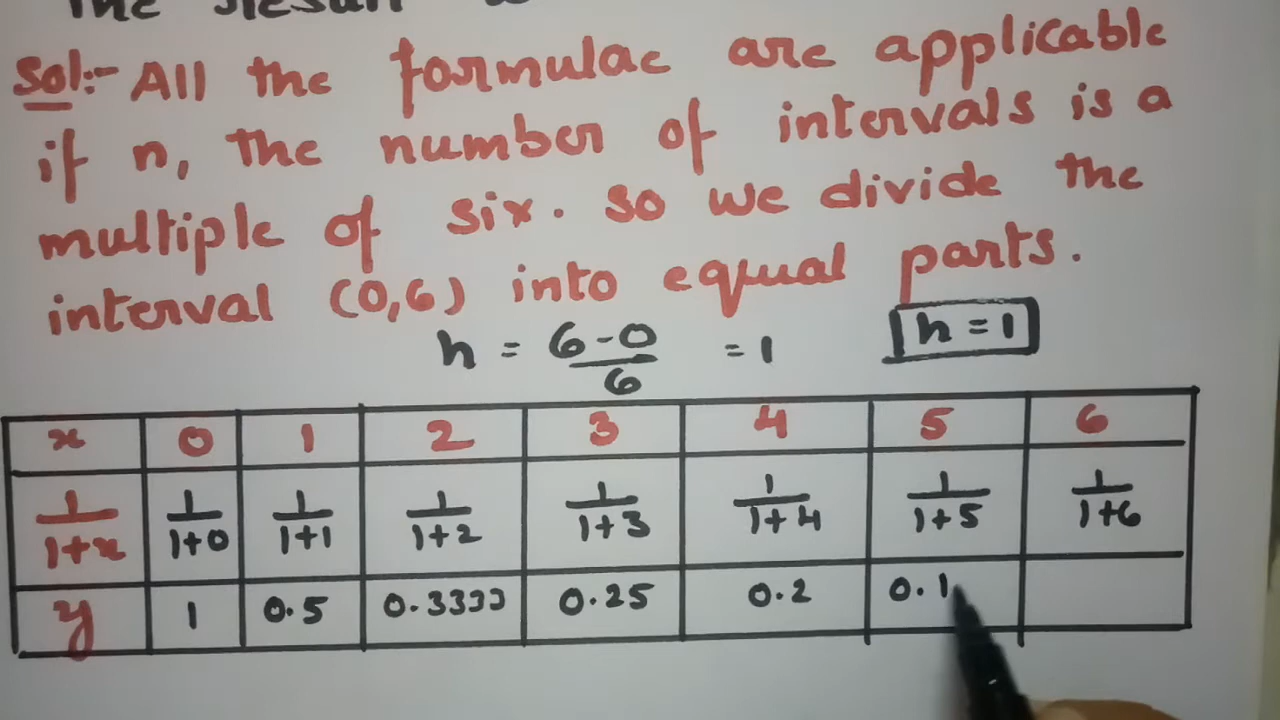 The
Sol:- All the formulae are applicable
if n, the number of intervals is a
multiple of six. so we divide the
interval (0,6) into equal parts.
h = 6-0/6 = 1 h = 1
x 0 1 2 3 4 5 6
1/1+x 1/1+0 1/1+1 1/1+2 1/1+3 1/1+4 1/1+5 1/1+6
y 1 0.5 0.3333 0.25 0.2 0.1